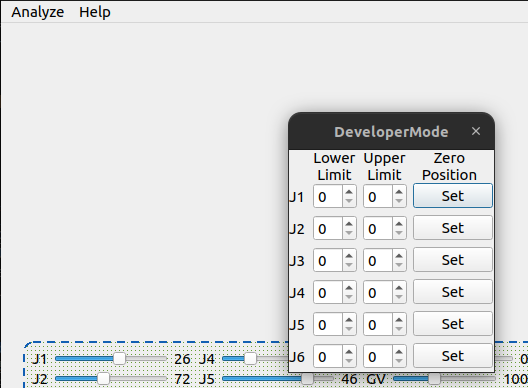 Analyze Help
DeveloperMode ×
Lower Upper Zero
Limit Limit Position
J1 0 0 Set
J2 0 0 Set
J3 0 0 Set
J4 0 0 Set
J5 0 0 Set
J6 0 0 Set
J1 26 J4 0
J2 72 J5 46 GV 100